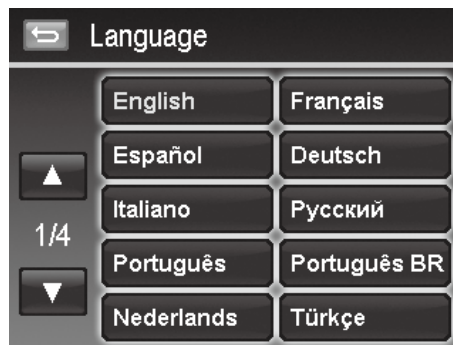 Language
English Français
Español Deutsch
Italiano Русский
1/4
Português Português BR
Nederlands Türkçe